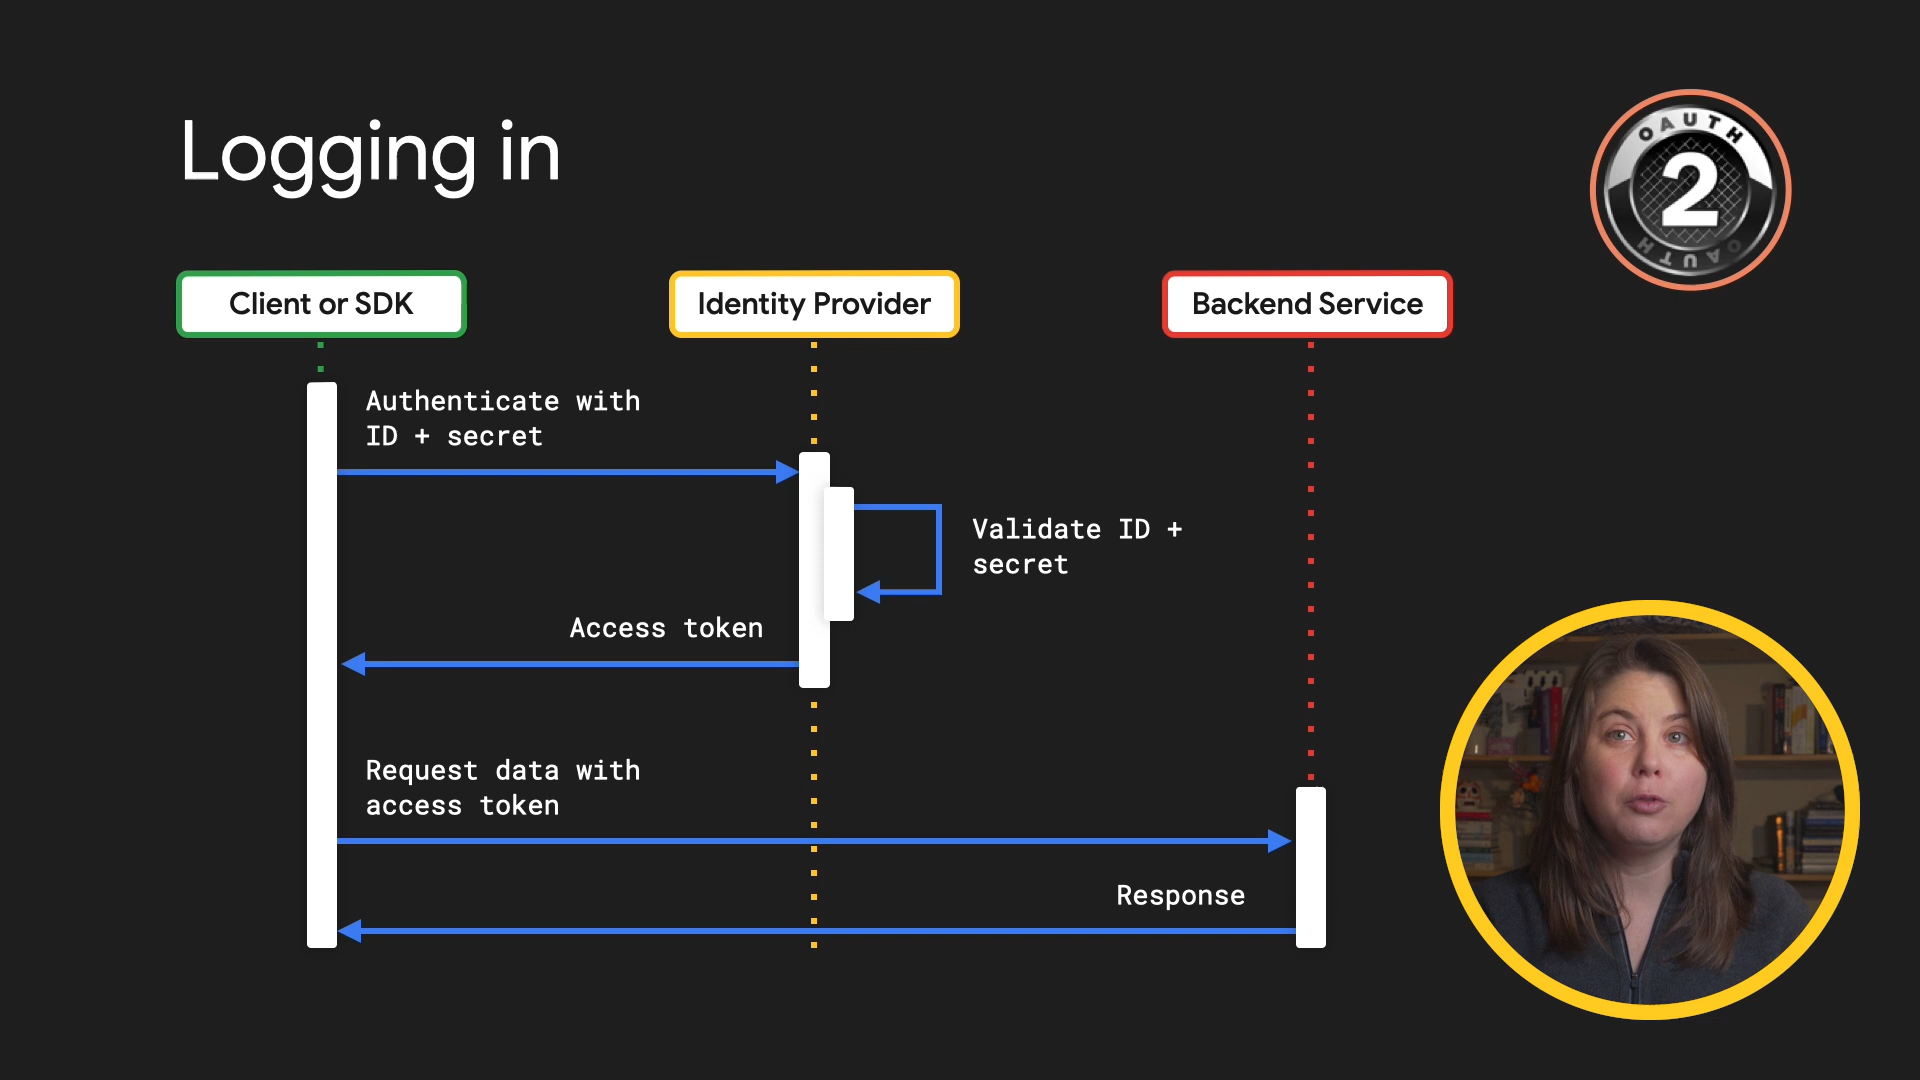 Logging in
OAUTH
2
OAUTH
Client or SDK
Identity Provider
Backend Service
Authenticate with
ID + secret
Validate ID +
secret
Access token
Request data with
access token
Response